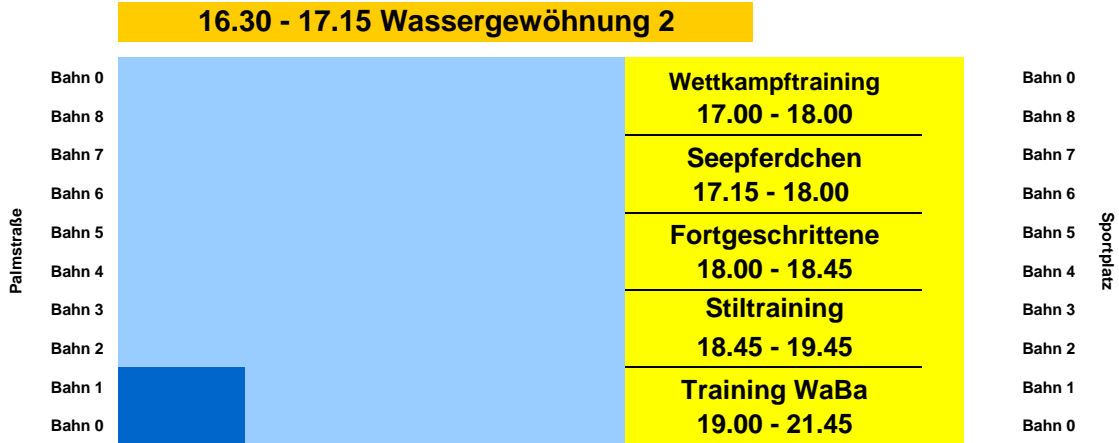 16.30 - 17.15 Wassergewöhnung 2
Bahn 0 Wettkampftraining Bahn 0
Bahn 8 17.00 - 18.00 Bahn 8
Bahn 7 Seepferdchen Bahn 7
Bahn 6 17.15 - 18.00 Bahn 6
Palmstraße
Bahn 5 Fortgeschrittene Bahn 5
Sportplatz
Bahn 4 18.00 - 18.45 Bahn 4
Bahn 3 Stiltraining Bahn 3
Bahn 2 18.45 - 19.45 Bahn 2
Bahn 1 Training WaBa Bahn 1
Bahn 0 19.00 - 21.45 Bahn 0